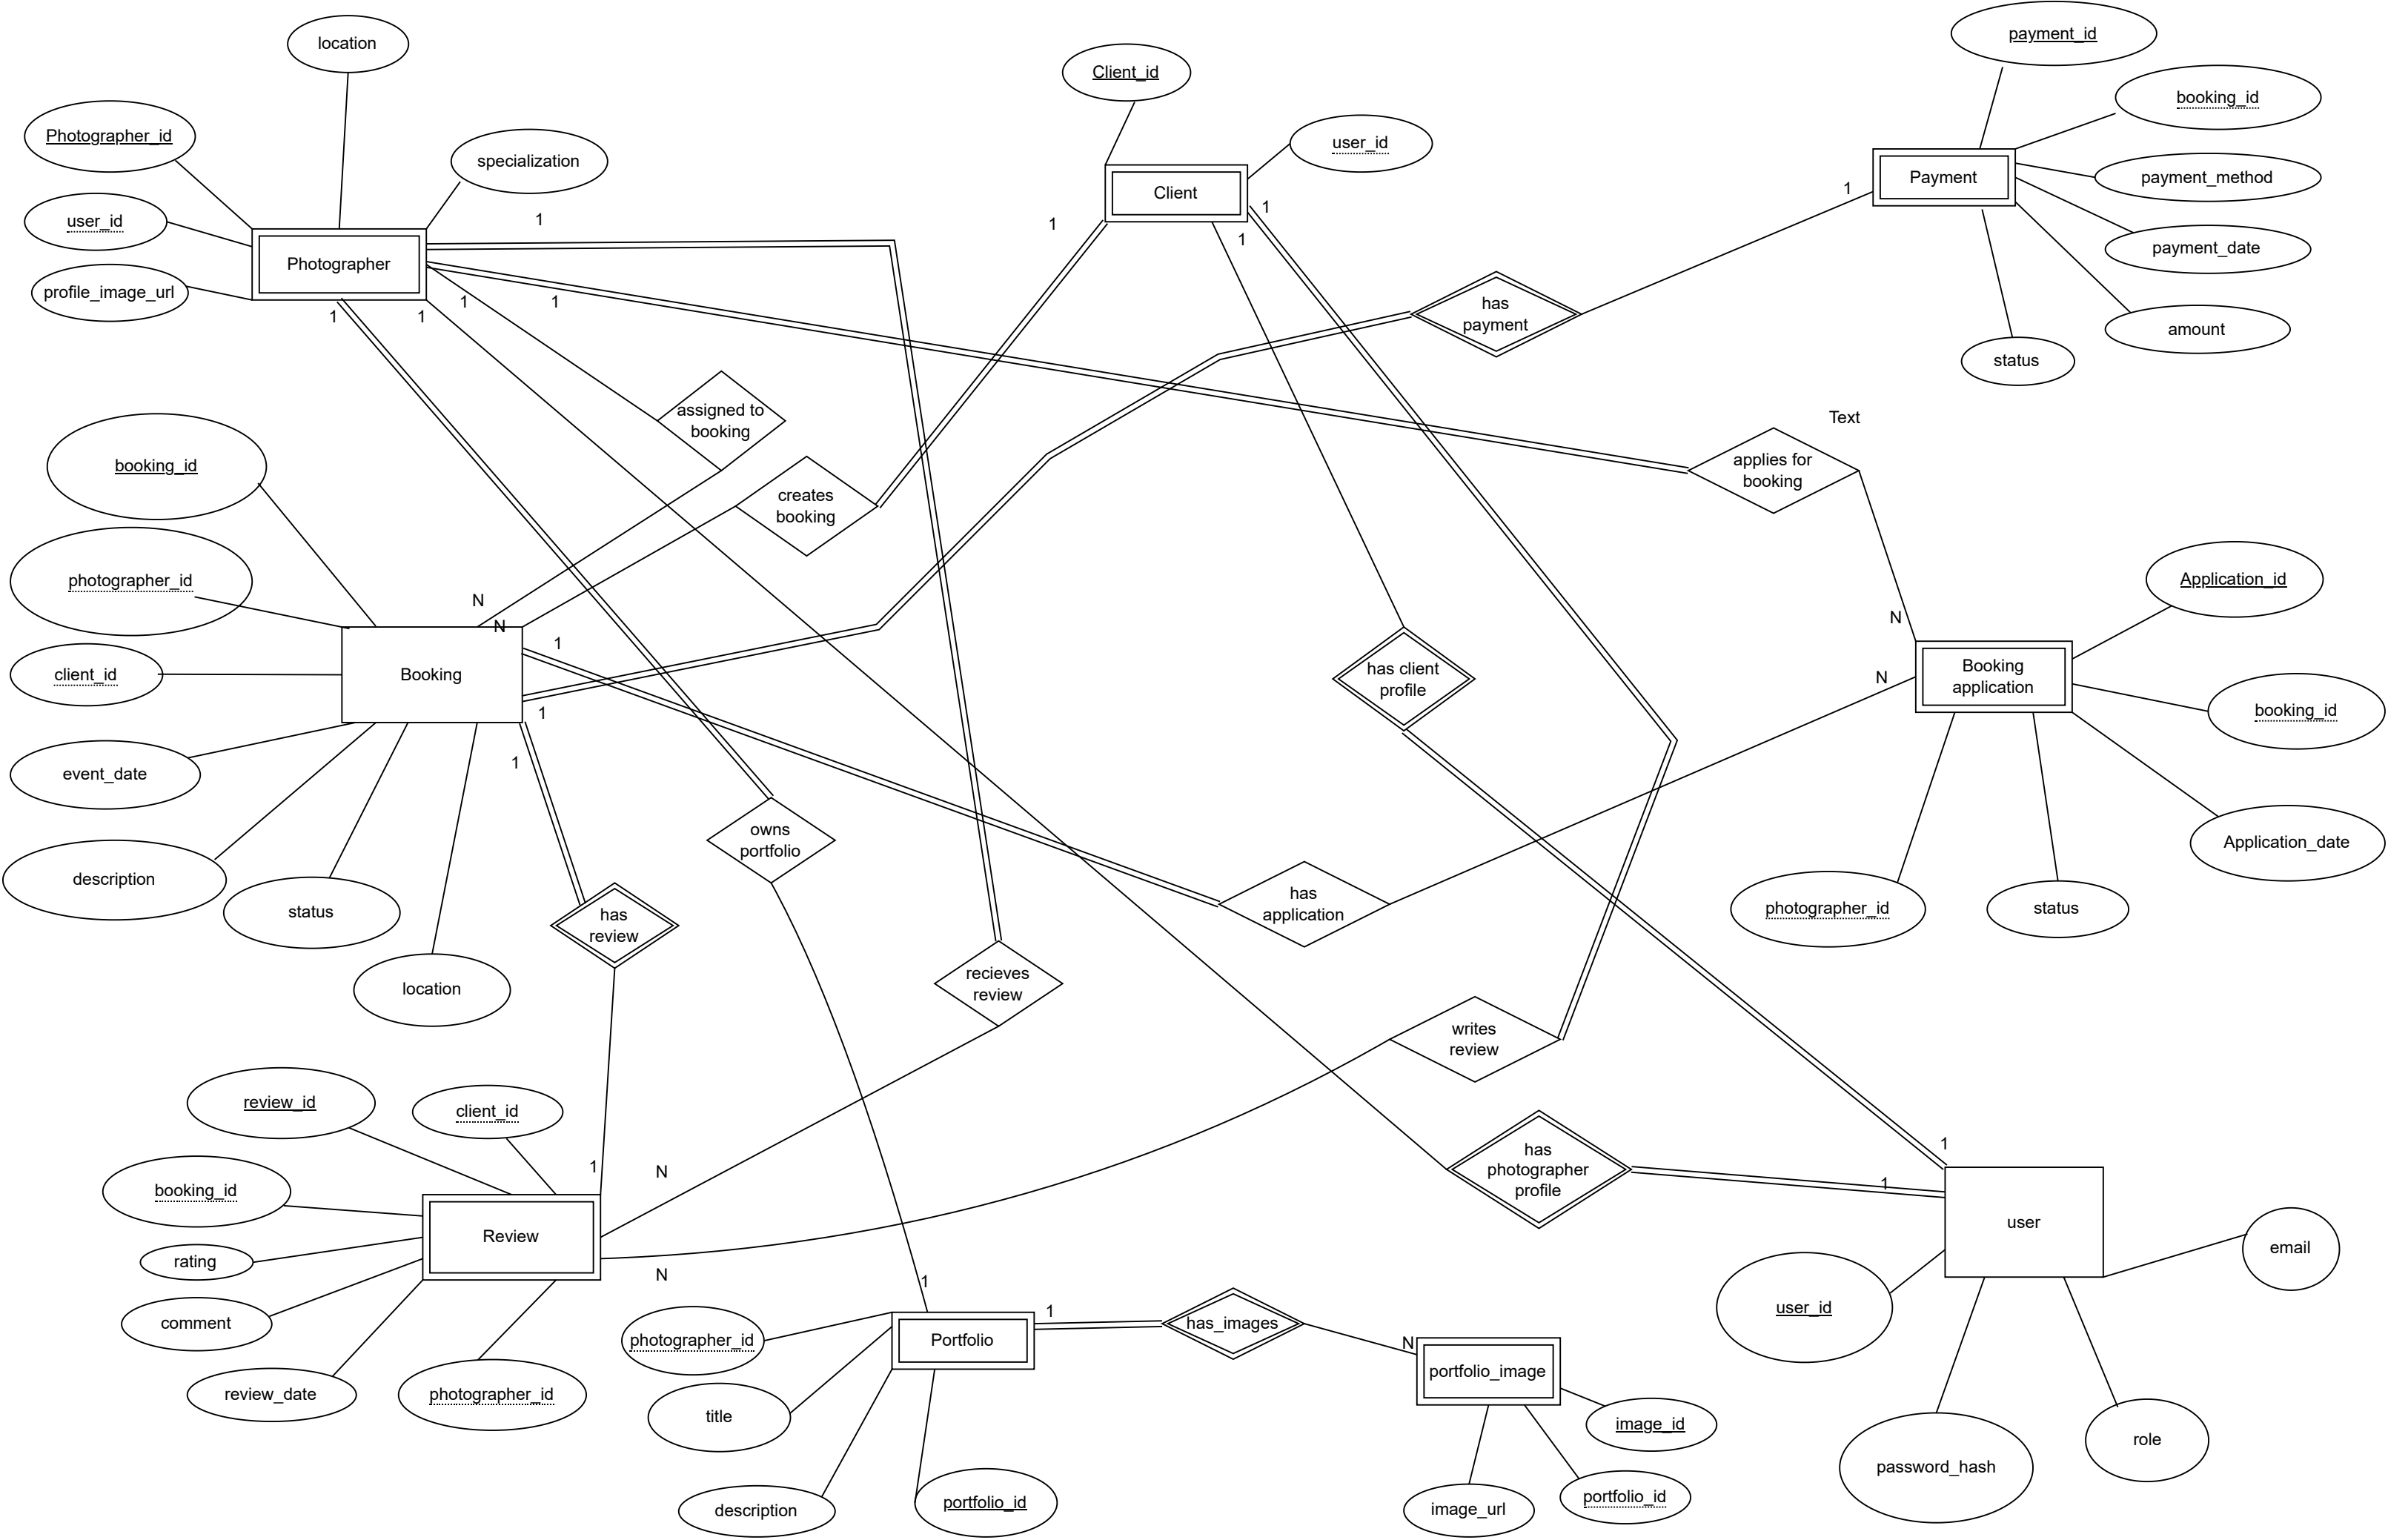 location
Photographer_id
specialization
user_id
profile_image_url
Photographer
1
1
1
1
1
Client_id
user_id
Client
1
1
1
payment_id
booking_id
payment_method
payment_date
amount
status
Payment
1
has
payment
assigned to
booking
creates
booking
Text
applies for
booking
booking_id
photographer_id
client_id
event_date
description
status
location
Booking
N
N
1
1
1
has client
profile
N
N
Booking
application
Application_id
booking_id
Application_date
status
photographer_id
owns
portfolio
has
review
recieves
review
has
application
writes
review
has
photographer
profile
1
1
user
user_id
email
password_hash
role
review_id
client_id
booking_id
rating
comment
review_date
photographer_id
Review
1
N
N
1
photographer_id
title
description
portfolio_id
Portfolio
1
has_images
N
portfolio_image
image_id
portfolio_id
image_url